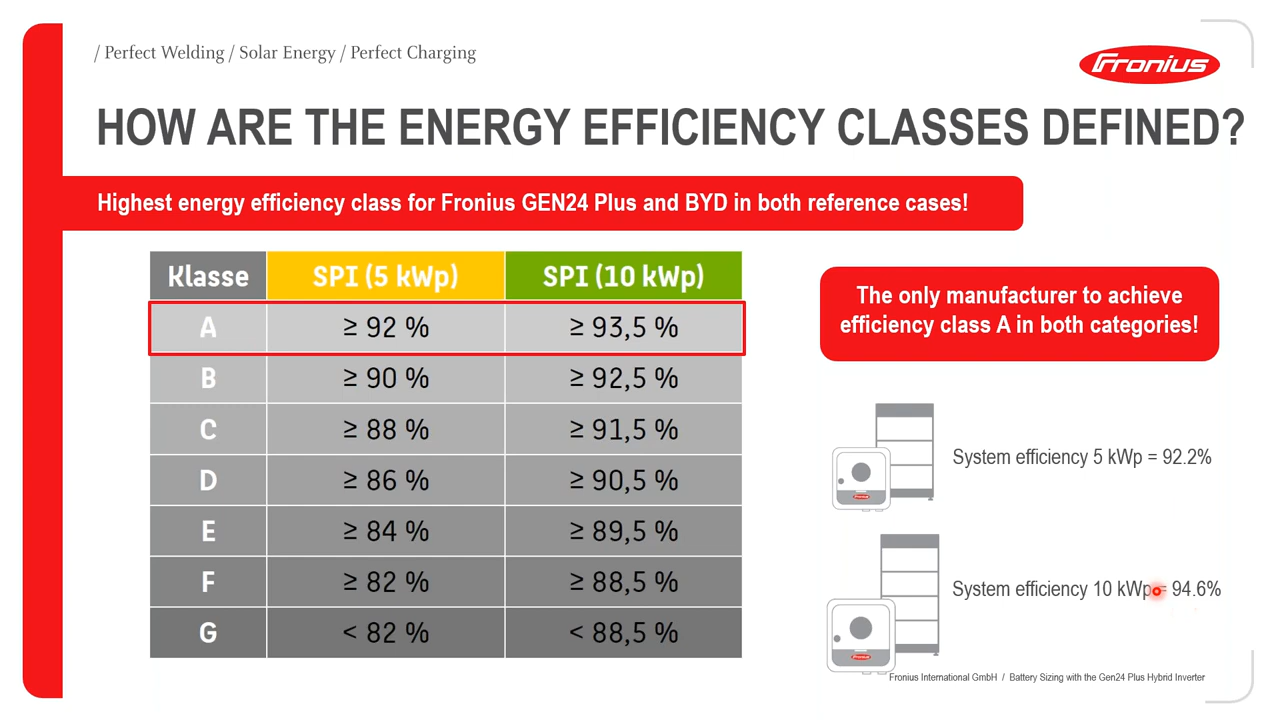 / Perfect Welding / Solar Energy / Perfect Charging
Fronius
HOW ARE THE ENERGY EFFICIENCY CLASSES DEFINED?
Highest energy efficiency class for Fronius GEN24 Plus and BYD in both reference cases!
Klasse SPI (5 kWp) SPI (10 kWp)
A ≥ 92 % ≥ 93,5 %
B ≥ 90 % ≥ 92,5 %
C ≥ 88 % ≥ 91,5 %
D ≥ 86 % ≥ 90,5 %
E ≥ 84 % ≥ 89,5 %
F ≥ 82 % ≥ 88,5 %
G < 82 % < 88,5 %
The only manufacturer to achieve
efficiency class A in both categories!
Fronius
System efficiency 5 kWp = 92.2%
Fronius
System efficiency 10 kWp = 94.6%
Fronius International GmbH / Battery Sizing with the Gen24 Plus Hybrid Inverter